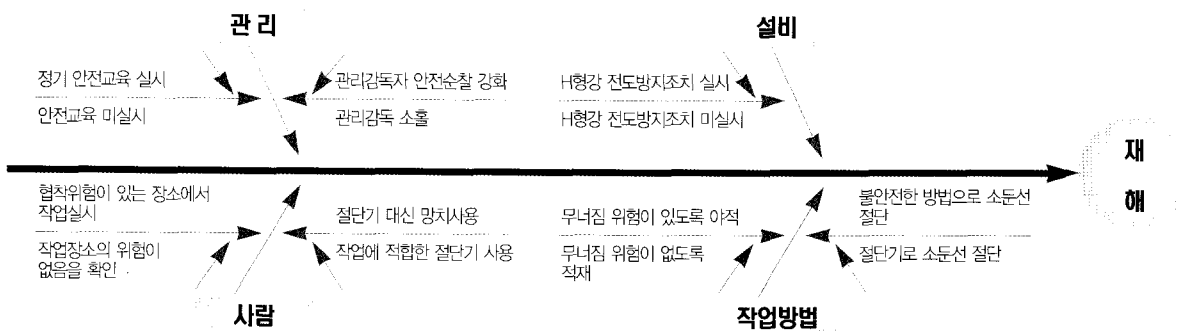 관 리
설비
정기 안전교육 실시
안전교육 미실시
관리감독자 안전순찰 강화
관리감독 소홀
H형강 전도방지조치 실시
H형강 전도방지조치 미실시
재
해
협착위험이 있는 장소에서
작업실시
작업장소의 위험이
없음을 확인
절단기 대신 망치사용
작업에 적합한 절단기 사용
무너짐 위험이 있도록 야적
무너짐 위험이 없도록
적재
불안전한 방법으로 소둔선
절단
절단기로 소둔선 절단
사람
작업방법